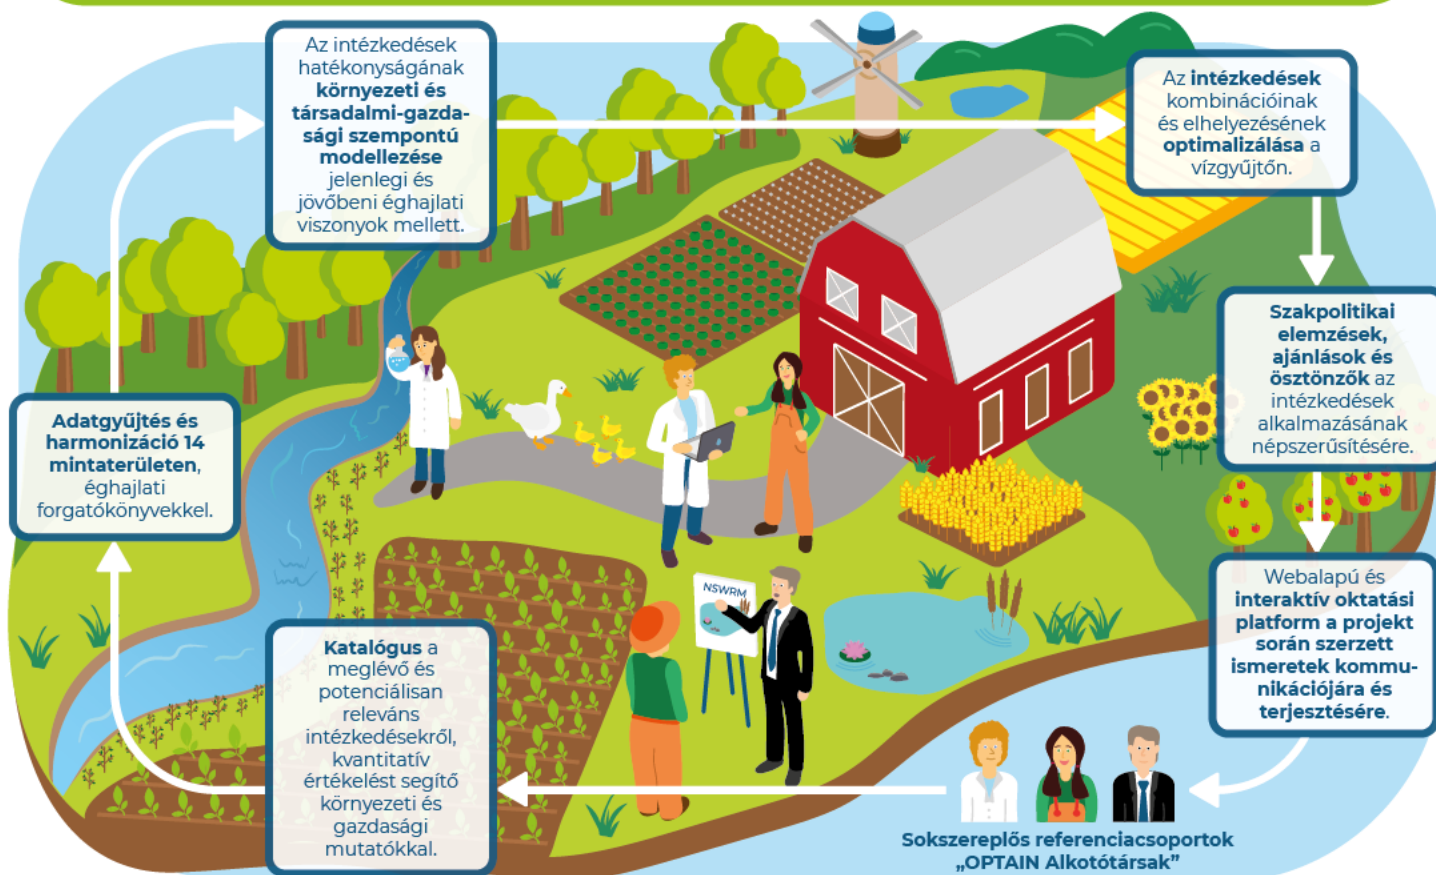 Az intézkedések
hatékonyságának
környezeti és
társadalmi-gazda-
sági szempontú
modellezése
jelenlegi és
jövőbeni éghajlati
viszonyok mellett.
Az intézkedések
kombinációinak
és elhelyezésének
optimalizálása a
vízgyűjtőn.
Szakpolitikai
elemzések,
ajánlások és
ösztönzők az
intézkedések
alkalmazásának
népszerűsítésére.
Adatgyűjtés és
harmonizáció 14
mintaterületen,
éghajlati
forgatókönyvekkel.
Webalapú és
interaktív oktatási
platform a projekt
során szerzett
ismeretek kommu-
nikációjára és
terjesztésére.
NSWRM
Katalógus a
meglévő és
potenciálisan
releváns
intézkedésekről,
kvantitatív
értékelést segítő
környezeti és
gazdasági
mutatókkal.
Sokszereplős referenciacsoportok
„OPTAIN Alkotótársak”